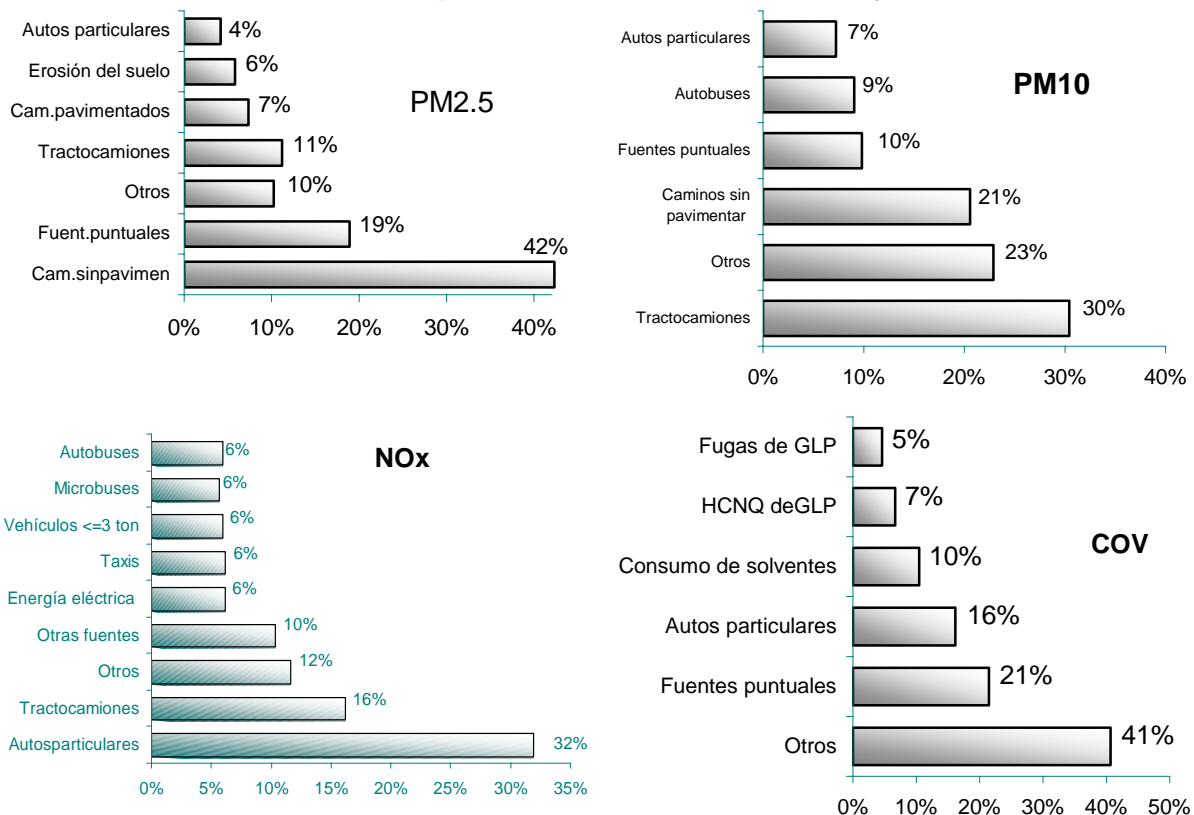 Autos particulares 4%
Erosión del suelo 6%
Cam.pavimentados 7%
PM2.5
Tractocamiones 11%
Otros 10%
Fuent.puntuales 19%
42%
Cam.sinpavimen
0% 10% 20% 30% 40%
Autos particulares 7%
PM10
Autobuses 9%
Fuentes puntuales 10%
Caminos sin
pavimentar
21%
Otros 23%
Tractocamiones 30%
0% 10% 20% 30% 40%
Autobuses 6%
NOx
Microbuses 6%
Vehículos <=3 ton 6%
Taxis 6%
Energía eléctrica 6%
Otras fuentes 10%
Otros 12%
Tractocamiones 16%
Autosparticulares 32%
0% 5% 10% 15% 20% 25% 30% 35%
Fugas de GLP 5%
HCNQ deGLP 7%
COV
Consumo de solventes 10%
Autos particulares 16%
Fuentes puntuales 21%
Otros 41%
0% 10% 20% 30% 40% 50%